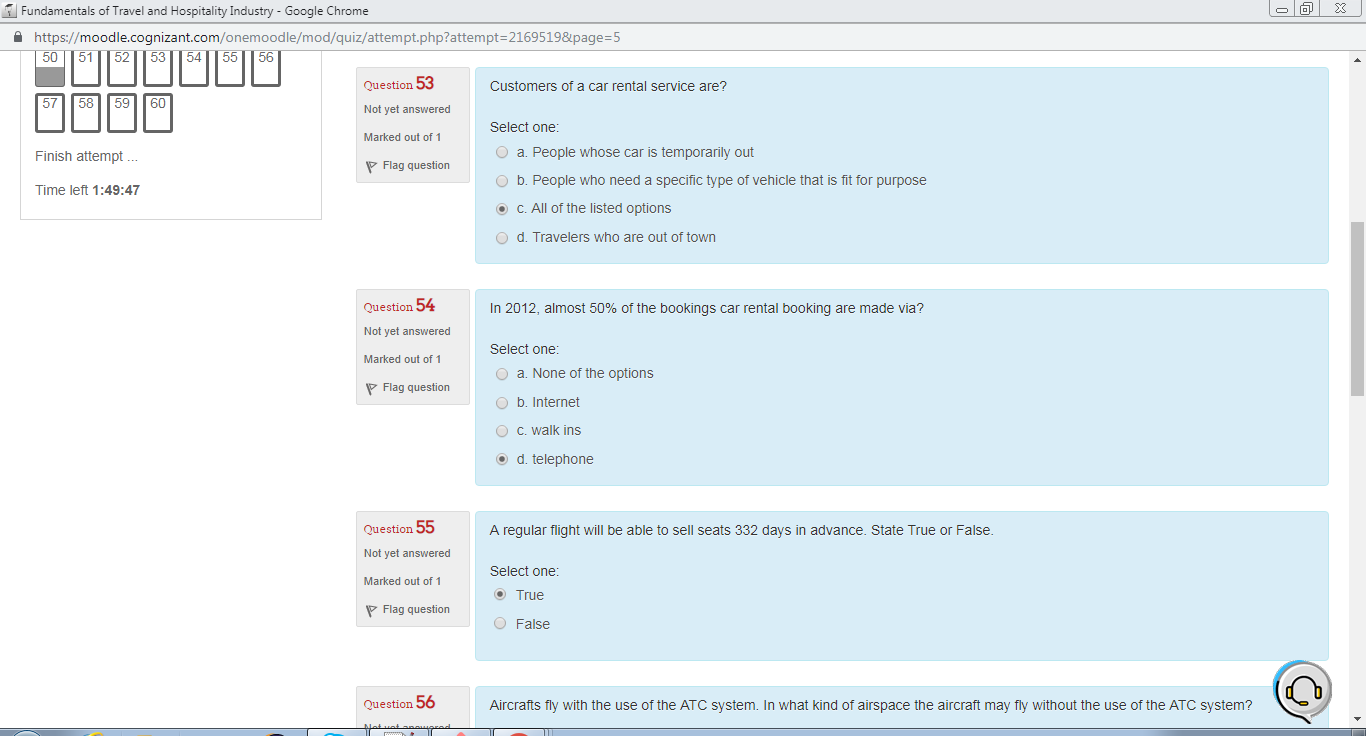 Fundamentals of Travel and Hospitality Industry - Google Chrome
https://moodle.cognizant.com/onemoodle/mod/quiz/attempt.php?attempt=2169519&page=5
50 51 52 53 54 55 56
57 58 59 60
Finish attempt ...
Time left 1:49:47
Question 53
Not yet answered
Marked out of 1
Flag question
Customers of a car rental service are?
Select one:
a. People whose car is temporarily out
b. People who need a specific type of vehicle that is fit for purpose
c. All of the listed options
d. Travelers who are out of town
Question 54
Not yet answered
Marked out of 1
Flag question
In 2012, almost 50% of the bookings car rental booking are made via?
Select one:
a. None of the options
b. Internet
c. walk ins
d. telephone
Question 55
Not yet answered
Marked out of 1
Flag question
A regular flight will be able to sell seats 332 days in advance. State True or False.
Select one:
True
False
Question 56
Not yet answered
Aircrafts fly with the use of the ATC system. In what kind of airspace the aircraft may fly without the use of the ATC system?